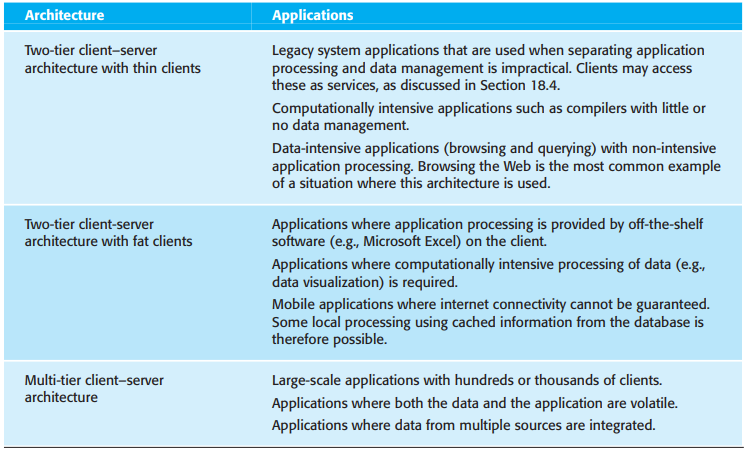 Architecture Applications
Two-tier client–server
architecture with thin clients
Legacy system applications that are used when separating application
processing and data management is impractical. Clients may access
these as services, as discussed in Section 18.4.
Computationally intensive applications such as compilers with little or
no data management.
Data-intensive applications (browsing and querying) with non-intensive
application processing. Browsing the Web is the most common example
of a situation where this architecture is used.
Two-tier client-server
architecture with fat clients
Applications where application processing is provided by off-the-shelf
software (e.g., Microsoft Excel) on the client.
Applications where computationally intensive processing of data (e.g.,
data visualization) is required.
Mobile applications where internet connectivity cannot be guaranteed.
Some local processing using cached information from the database is
therefore possible.
Multi-tier client–server
architecture
Large-scale applications with hundreds or thousands of clients.
Applications where both the data and the application are volatile.
Applications where data from multiple sources are integrated.